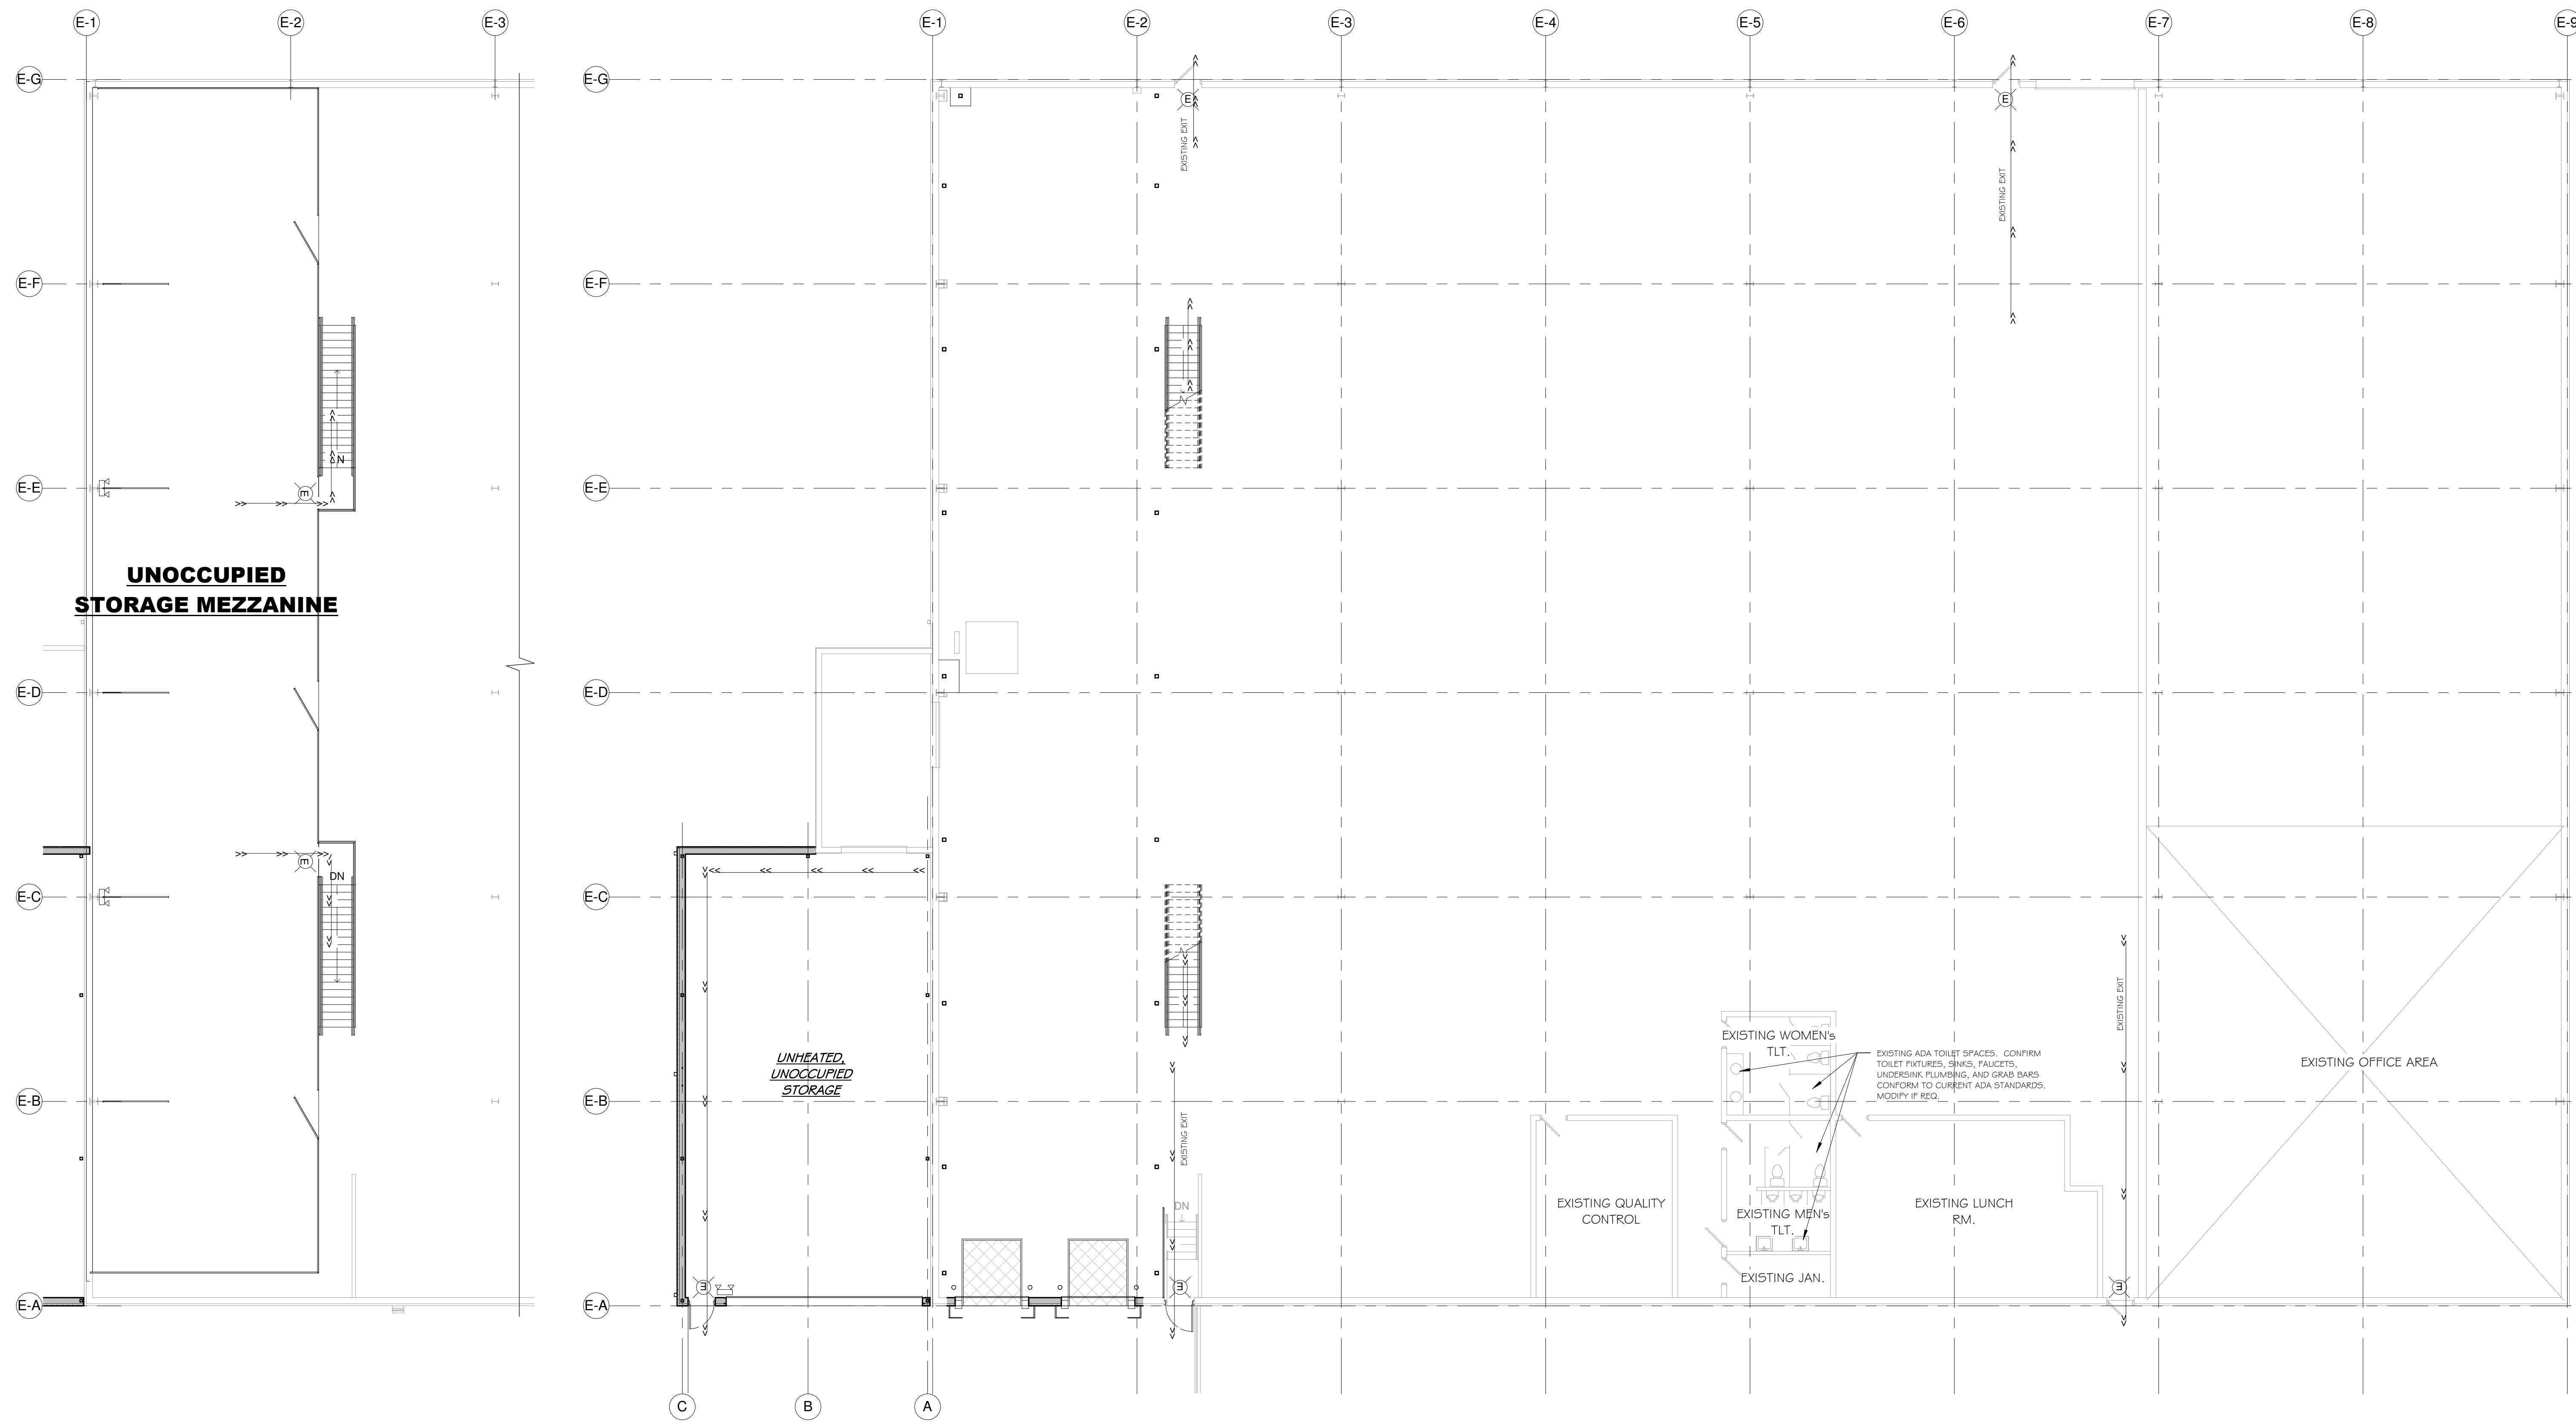 E-1
E-2
E-3
E-1
E-2
E-3
E-4
E-5
E-6
E-7
E-8
E-9
E-G
E-G
E
E
EXISTING EXIT
EXISTING EXIT
E-F
E-F
DN
E-E
E
E-E
UNOCCUPIED
STORAGE MEZZANINE
E-D
E-D
E
DN
E-C
E-C
EXISTING EXIT
EXISTING WOMEN's
TLT.
EXISTING ADA TOILET SPACES. CONFIRM
TOILET FIXTURES, SINKS, FAUCETS,
UNDERSINK PLUMBING, AND GRAB BARS
CONFORM TO CURRENT ADA STANDARDS.
MODIFY IF REQ.
EXISTING OFFICE AREA
UNHEATED,
UNOCCUPIED
STORAGE
E-B
E-B
EXISTING EXIT
DN
EXISTING QUALITY
CONTROL
EXISTING MEN's
TLT.
EXISTING LUNCH
RM.
EXISTING JAN.
E
E
E
E-A
E-A
C
B
A